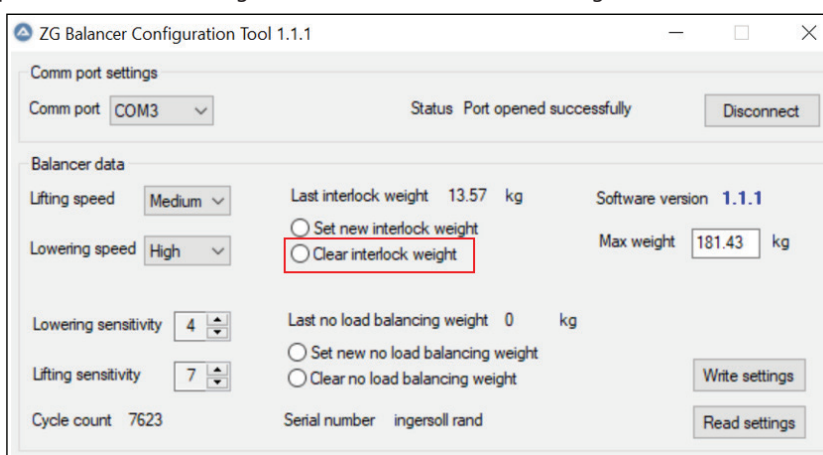 ZG Balancer Configuration Tool 1.1.1
Comm port settings
Comm port COM3 Status Port opened successfully Disconnect
Balancer data
Lifting speed Medium Last interlock weight 13.57 kg Software version 1.1.1
Set new interlock weight
Lowering speed High Clear interlock weight Max weight 181.43 kg
Lowering sensitivity 4 Last no load balancing weight 0 kg
Set new no load balancing weight
Lifting sensitivity 7 Clear no load balancing weight Write settings
Cycle count 7623 Serial number ingersoll rand Read settings